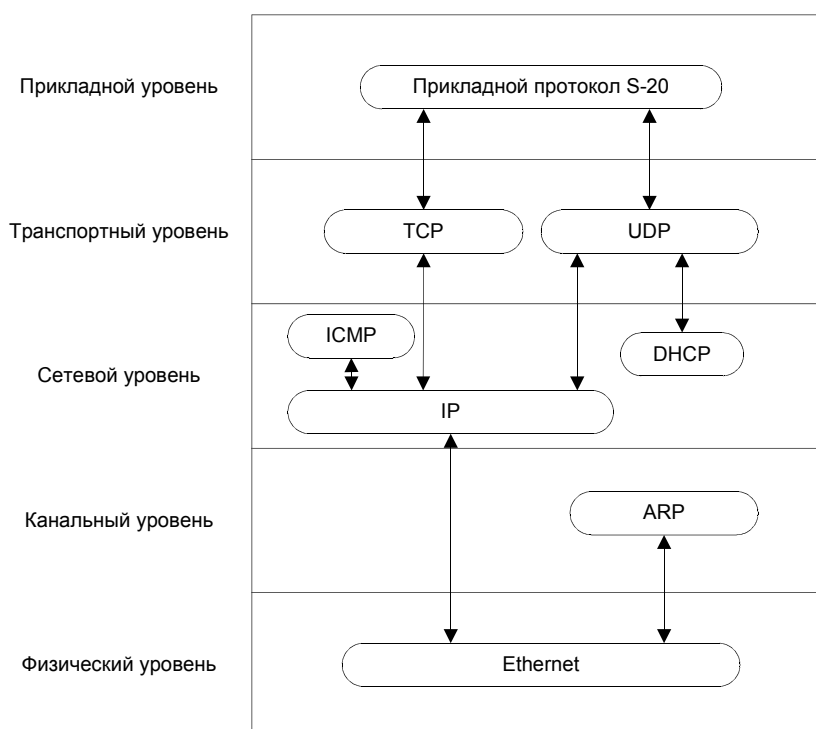 Прикладной уровень
Прикладной протокол S-20
Транспортный уровень
TCP
UDP
Сетевой уровень
ICMP
DHCP
IP
Канальный уровень
ARP
Физический уровень
Ethernet